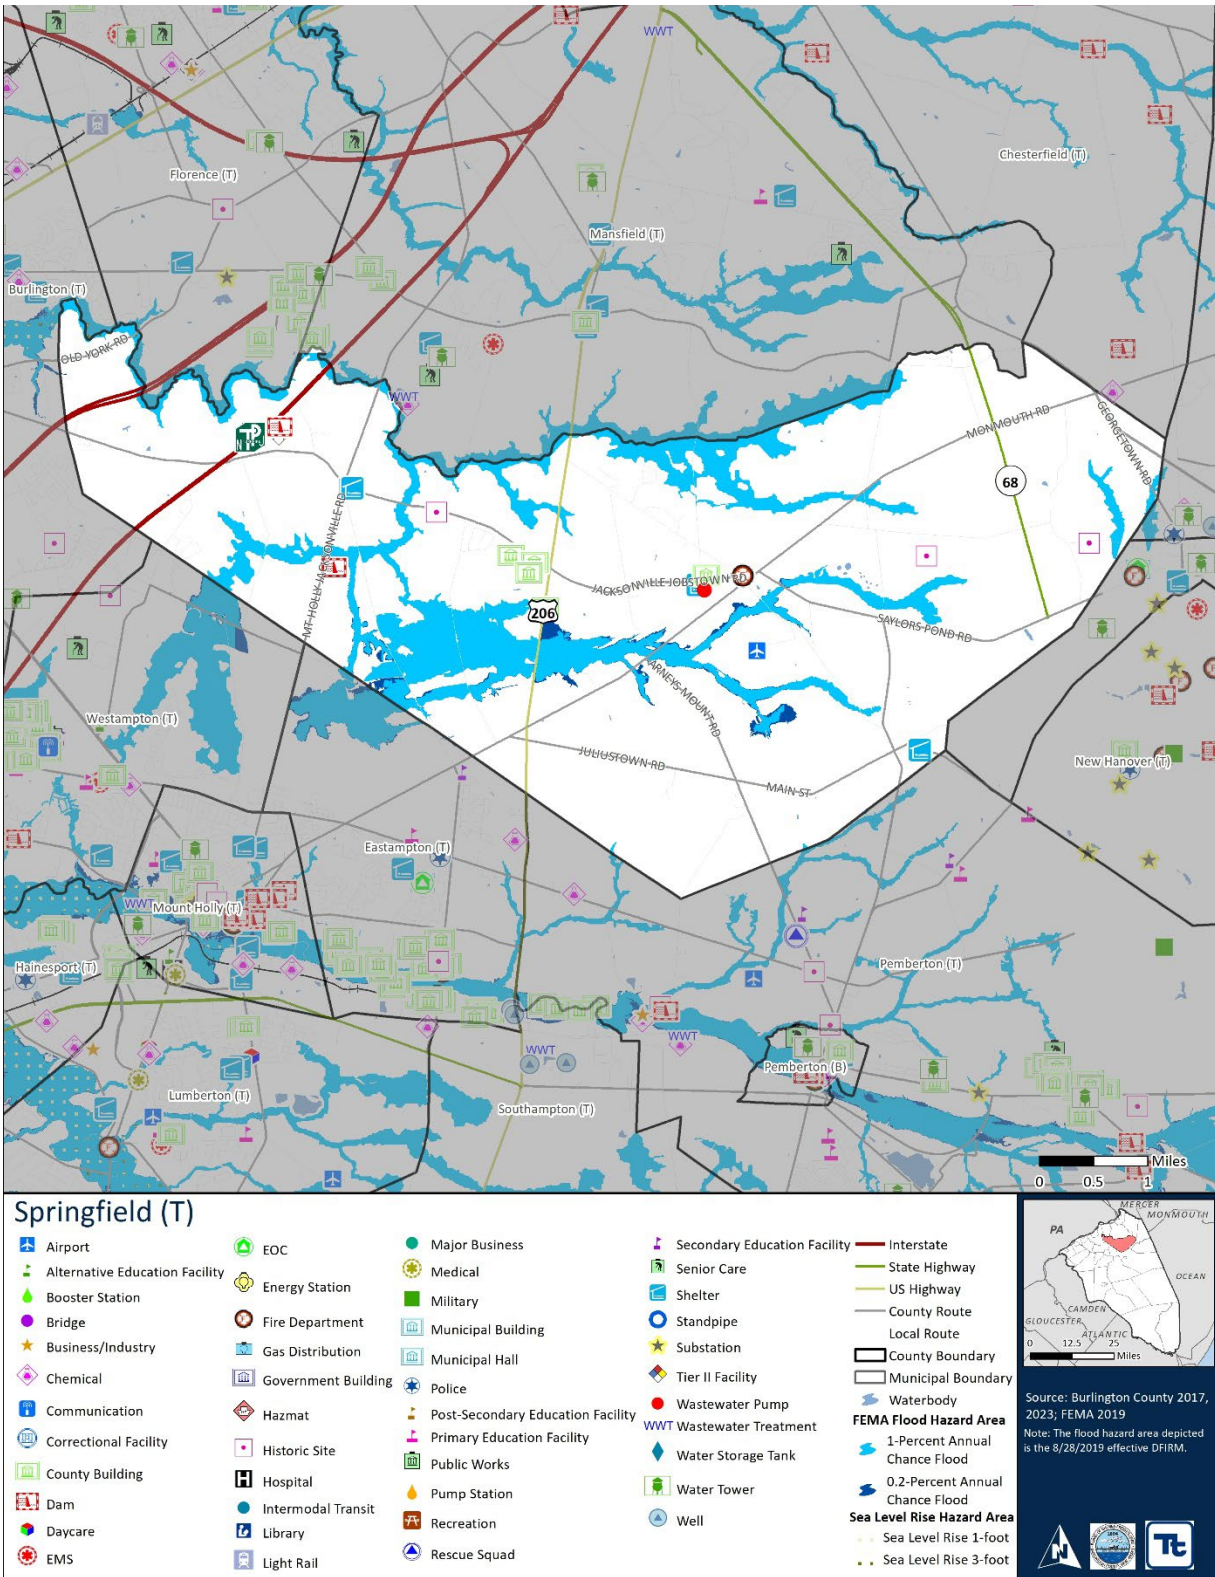 WWT
Chesterfield (T)
Florence (T)
Mansfield (T)
Burlington (T)
OLD YORK RD
WWT
MONMOUTH RD
GEORGETOWN RD
68
MT HOLLY JACKSONVILLE RD
JACKSONVILLE JOBSTOWN RD
206
SAYLORS POND RD
ARNEYS MOUNT RD
Westampton (T)
JULIUSTOWN RD
MAIN ST
New Hanover (T)
Eastampton (T)
WWT
Mount Holly (T)
Hainesport (T)
Pemberton (T)
WWT
WWT
Pemberton (B)
Lumberton (T)
Southampton (T)
Miles
0 0.5 1
Springfield (T)
Airport
Alternative Education Facility
Booster Station
Bridge
Business/Industry
Chemical
Communication
Correctional Facility
County Building
Dam
Daycare
EMS
EOC
Energy Station
Fire Department
Gas Distribution
Government Building
Hazmat
Historic Site
H Hospital
Intermodal Transit
Library
Light Rail
Major Business
Medical
Military
Municipal Building
Municipal Hall
Police
Post-Secondary Education Facility
Primary Education Facility
Public Works
Pump Station
Recreation
Rescue Squad
Secondary Education Facility
Senior Care
Shelter
Standpipe
Substation
Tier II Facility
Wastewater Pump
WWT Wastewater Treatment
Water Storage Tank
Water Tower
Well
Interstate
State Highway
US Highway
County Route
Local Route
County Boundary
Municipal Boundary
Waterbody
FEMA Flood Hazard Area
1-Percent Annual
Chance Flood
0.2-Percent Annual
Chance Flood
Sea Level Rise Hazard Area
Sea Level Rise 1-foot
Sea Level Rise 3-foot
MERCER
MONMOUTH
PA
OCEAN
CAMDEN
GLOUCESTER
ATLANTIC
0 12.5 25
Miles
Source: Burlington County 2017,
2023; FEMA 2019
Note: The flood hazard area depicted
is the 8/28/2019 effective DFIRM.
N
Tt